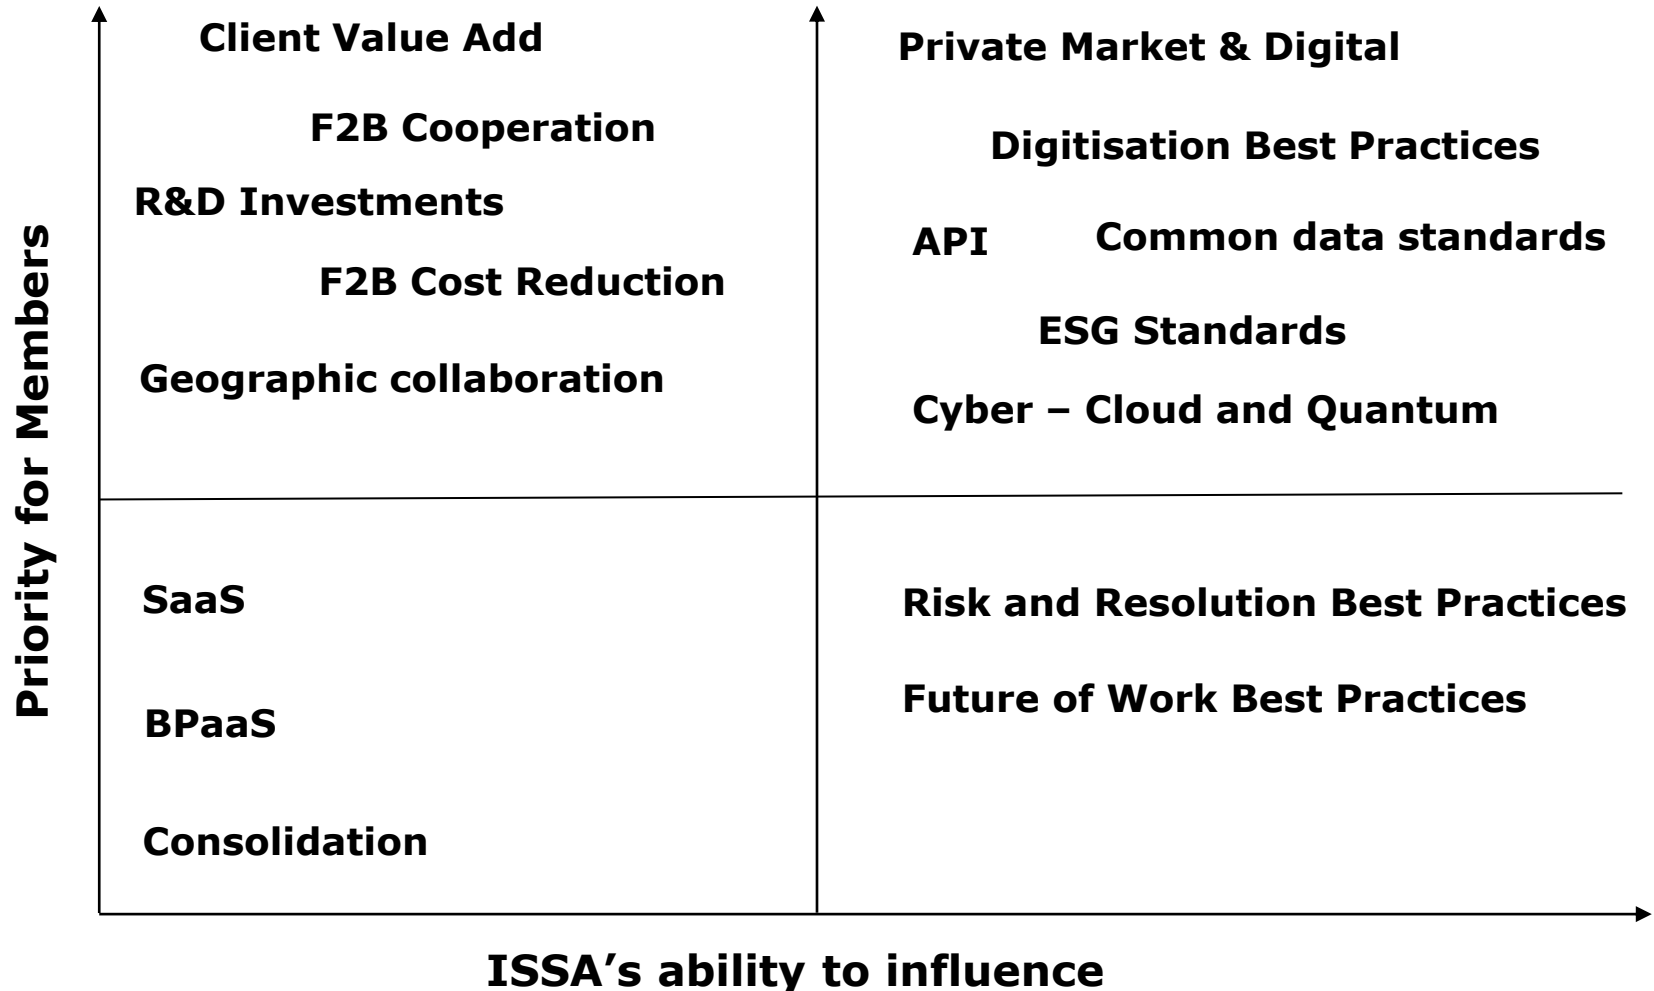 Client Value Add
F2B Cooperation
R&D Investments
F2B Cost Reduction
Geographic collaboration
Private Market & Digital
Digitisation Best Practices
API
Common data standards
ESG Standards
Cyber – Cloud and Quantum
Priority for Members
SaaS
BPaaS
Consolidation
Risk and Resolution Best Practices
Future of Work Best Practices
ISSA’s ability to influence